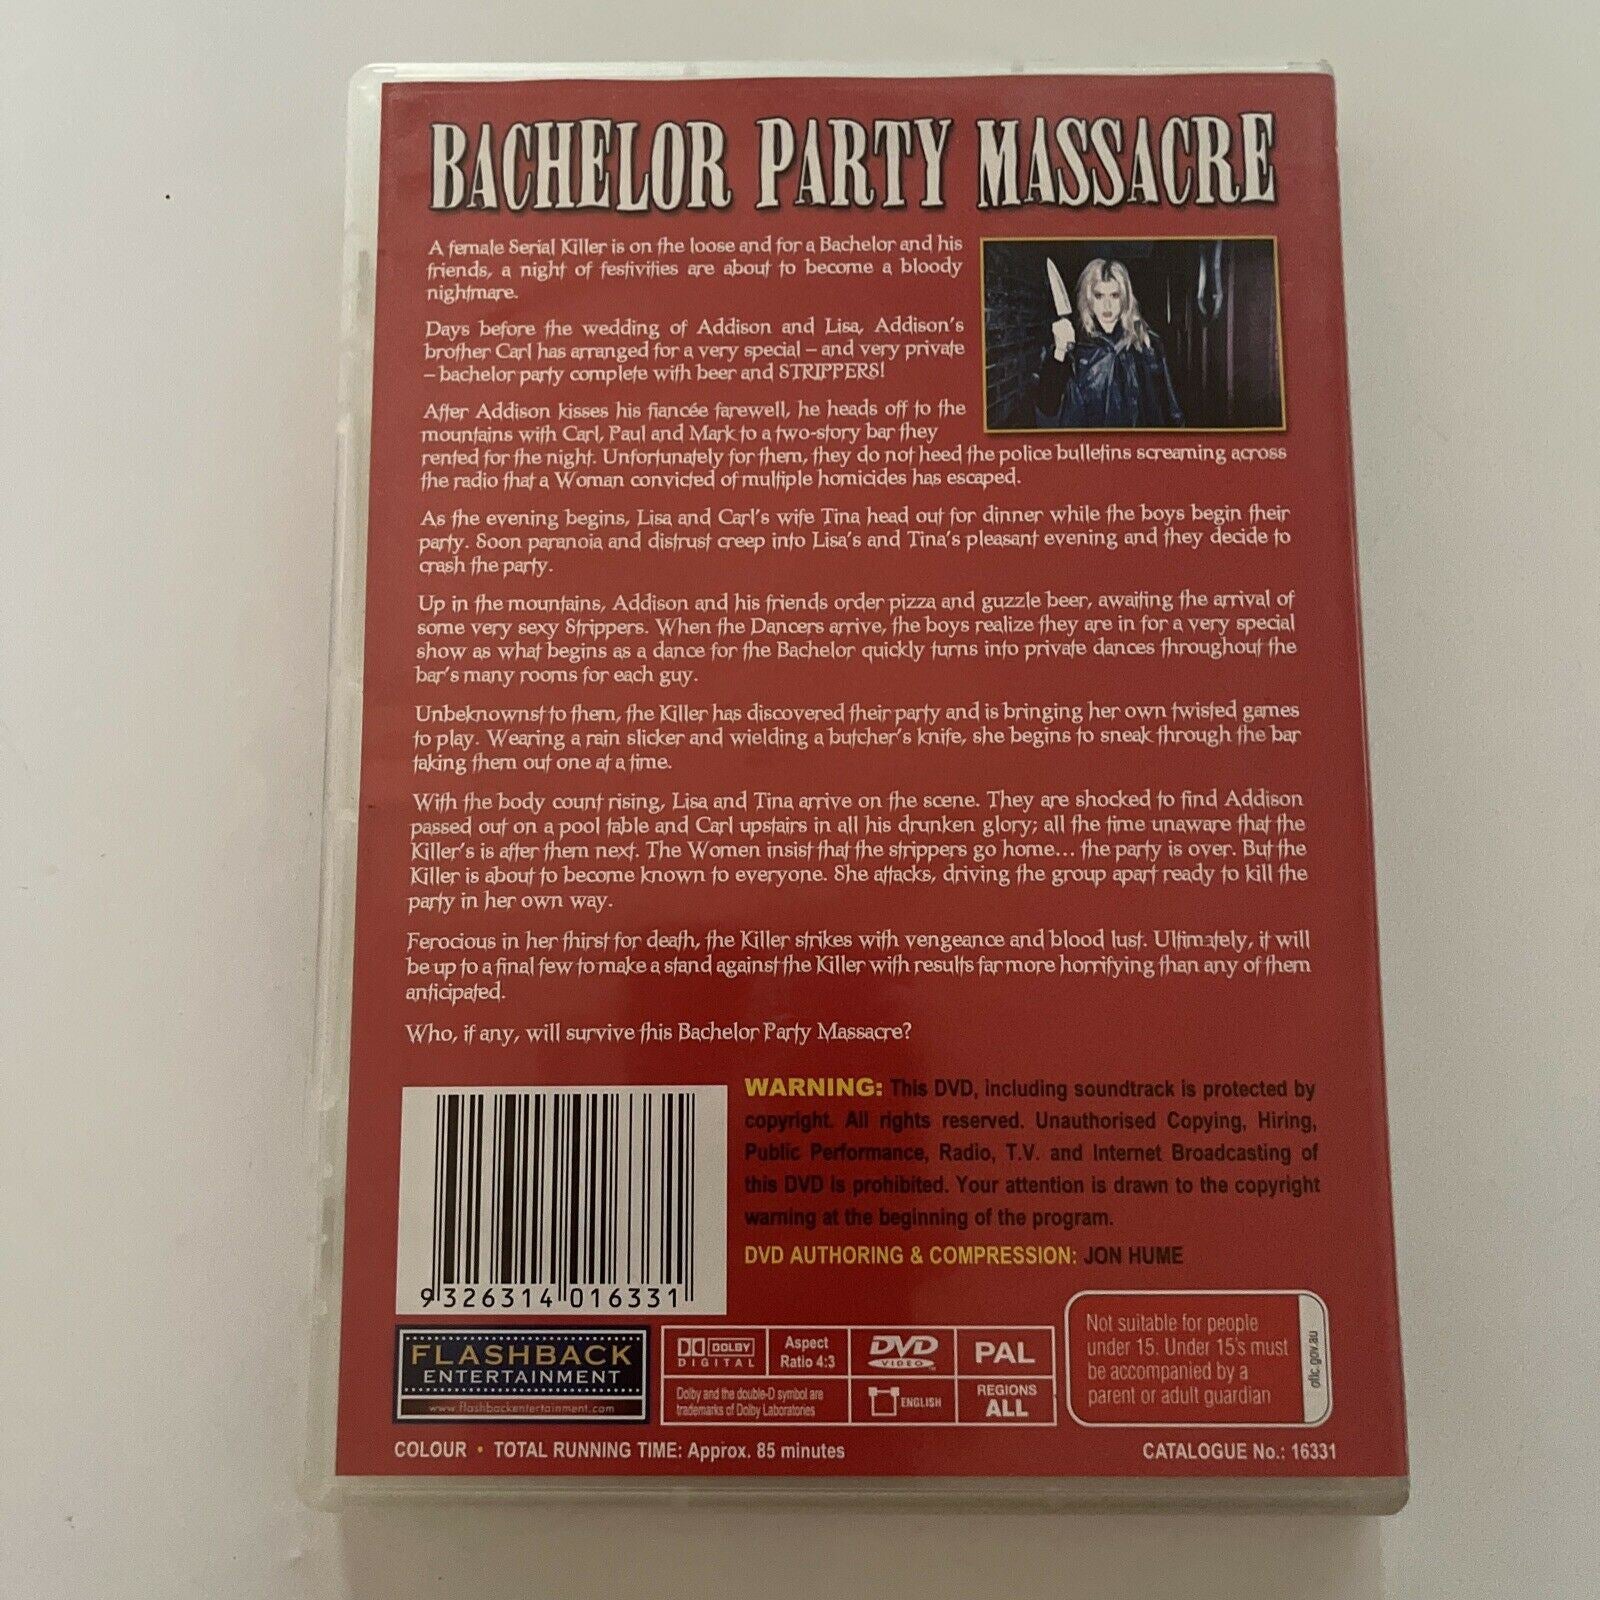 BACHELOR PARTY MASSACRE
A female Serial Killer is on the loose and for a Bachelor and his
friends, a night of festivities are about to become a bloody
nightmare.
Days before the wedding of Addison and Lisa, Addison's
brother Carl has arranged for a very special – and very private
– bachelor party complete with beer and STRIPPERS!
After Addison kisses his fiancée farewell, he heads off to the
mountains with Carl, Paul and Mark to a two-story bar they
rented for the night. Unfortunately for them, they do not heed the police bulletins screaming across
the radio that a Woman convicted of multiple homicides has escaped.
As the evening begins, Lisa and Carl's wife Tina head out for dinner while the boys begin their
party. Soon paranoia and distrust creep into Lisa's and Tina's pleasant evening and they decide to
crash the party.
Up in the mountains, Addison and his friends order pizza and guzzle beer, awaiting the arrival of
some very sexy Strippers. When the Dancers arrive, the boys realize they are in for a very special
show as what begins as a dance for the Bachelor quickly turns into private dances throughout the
bar's many rooms for each guy.
Unbeknownst to them, the Killer has discovered their party and is bringing her own twisted games
to play. Wearing a rain slicker and wielding a butcher's knife, she begins to sneak through the bar
taking them out one at a time.
With the body count rising, Lisa and Tina arrive on the scene. They are shocked to find Addison
passed out on a pool table and Carl upstairs in all his drunken glory; all the time unaware that the
Killer's is after them next. The Women insist that the strippers go home... the party is over. But the
Killer is about to become known to everyone. She attacks, driving the group apart ready to kill the
party in her own way.
Ferocious in her thirst for death, the Killer strikes with vengeance and blood lust. Ultimately, it will
be up to a final few to make a stand against the Killer with results far more horrifying than any of them
anticipated.
Who, if any, will survive this Bachelor Party Massacre?
WARNING: This DVD, including soundtrack is protected by
copyright. All rights reserved. Unauthorised Copying, Hiring,
Public Performance, Radio, T.V. and Internet Broadcasting of
this DVD is prohibited. Your attention is drawn to the copyright
warning at the beginning of the program.
DVD AUTHORING & COMPRESSION: JON HUME
9 326314 016331
FLASHBACK
ENTERTAINMENT
www.flashbackentertainment.com
DOLBY
DIGITAL
Dolby and the double-D symbol are
trademarks of Dolby Laboratories
Aspect
Ratio 4:3
DVD
VIDEO
ENGLISH
PAL
REGIONS
ALL
Not suitable for people
under 15. Under 15's must
be accompanied by a
parent or adult guardian
oflc.gov.au
COLOUR • TOTAL RUNNING TIME: Approx. 85 minutes
CATALOGUE No.: 16331